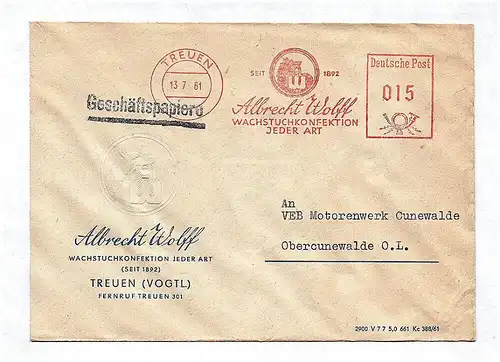 TREUEN
13.7.61
SEIT 1892
Albrecht Wolff
WACHSTUCHKONFEKTION
JEDER ART
Deutsche Post
015
Geschäftspapiere
Albrecht Wolff
WACHSTUCHKONFEKTION JEDER ART
(SEIT 1892)
TREUEN (VOGTL)
FERNRUF TREUEN 301
An
VEB Motorenwerk Cunewalde
Obercunewalde O.L.
2900 V 7 7 5,0 661 Kc 388/61